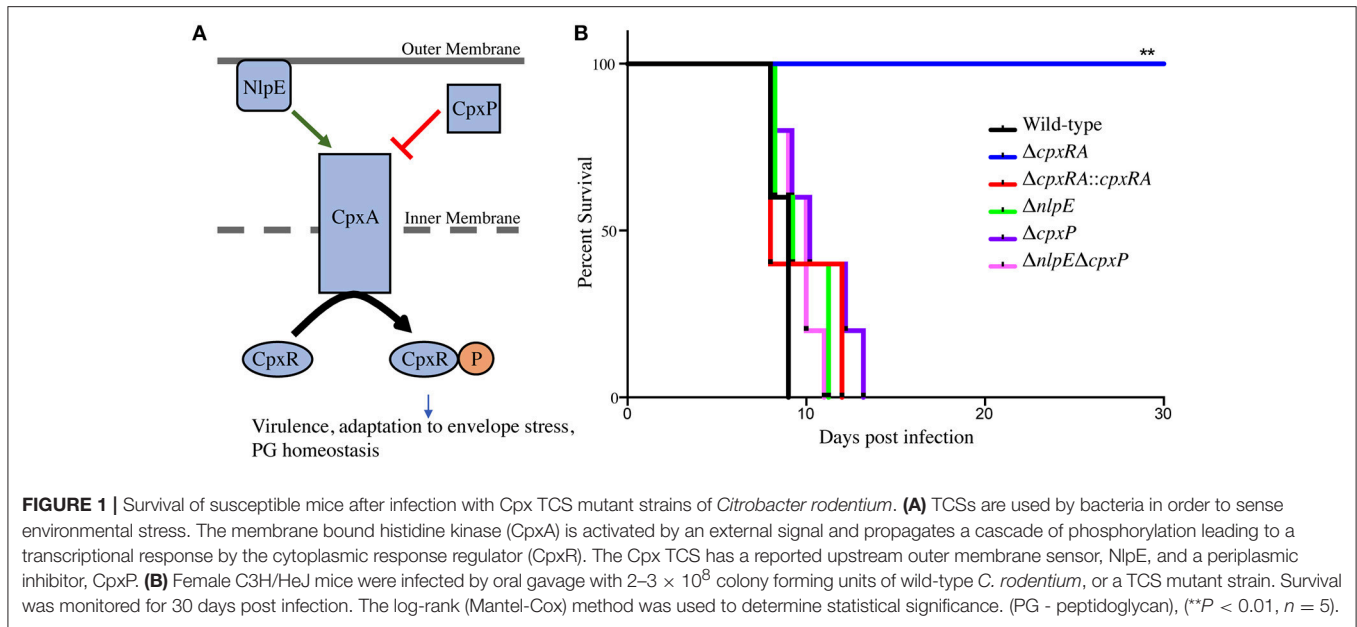 A
Outer Membrane
NlpE
CpxP
CpxA
Inner Membrane
CpxR
CpxR
P
Virulence, adaptation to envelope stress,
PG homeostasis
B
**
100
50
0
Percent Survival
0
10
20
30
Days post infection
Wild-type
ΔcpxRA
ΔcpxRA::cpxRA
ΔnlpE
ΔcpxP
ΔnlpEΔcpxP
FIGURE 1 | Survival of susceptible mice after infection with Cpx TCS mutant strains of Citrobacter rodentium. (A) TCSs are used by bacteria in order to sense
environmental stress. The membrane bound histidine kinase (CpxA) is activated by an external signal and propagates a cascade of phosphorylation leading to a
transcriptional response by the cytoplasmic response regulator (CpxR). The Cpx TCS has a reported upstream outer membrane sensor, NlpE, and a periplasmic
inhibitor, CpxP. (B) Female C3H/HeJ mice were infected by oral gavage with 2–3 × 10⁸ colony forming units of wild-type C. rodentium, or a TCS mutant strain. Survival
was monitored for 30 days post infection. The log-rank (Mantel-Cox) method was used to determine statistical significance. (PG - peptidoglycan), (**P < 0.01, n = 5).